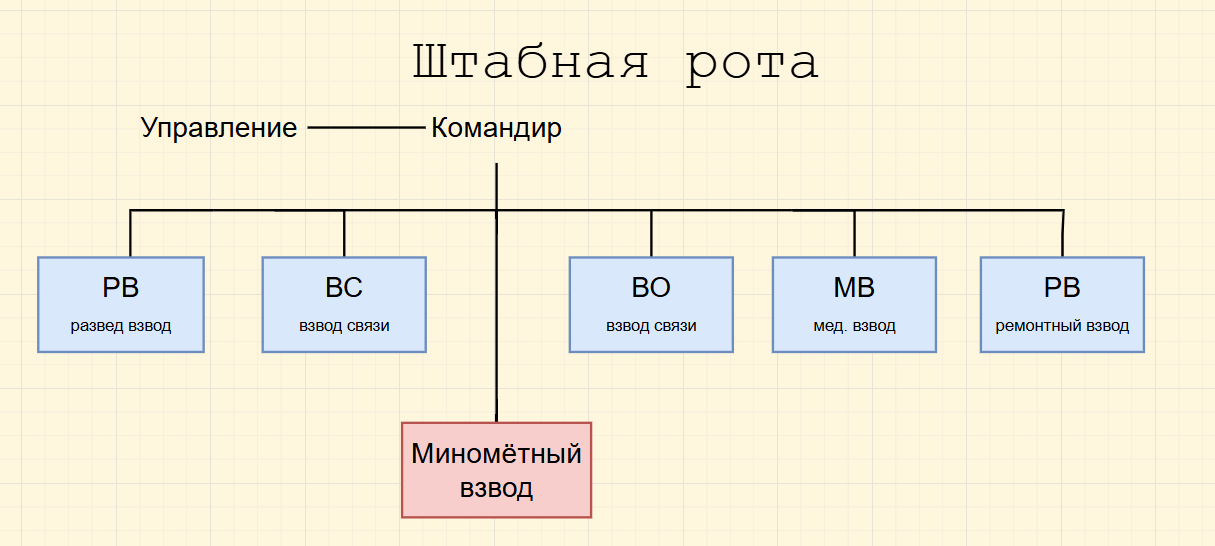 Штабная рота
Управление
Командир
РВ
развед взвод
ВС
взвод связи
ВО
взвод связи
МВ
мед. взвод
РВ
ремонтный взвод
Миномётный
взвод